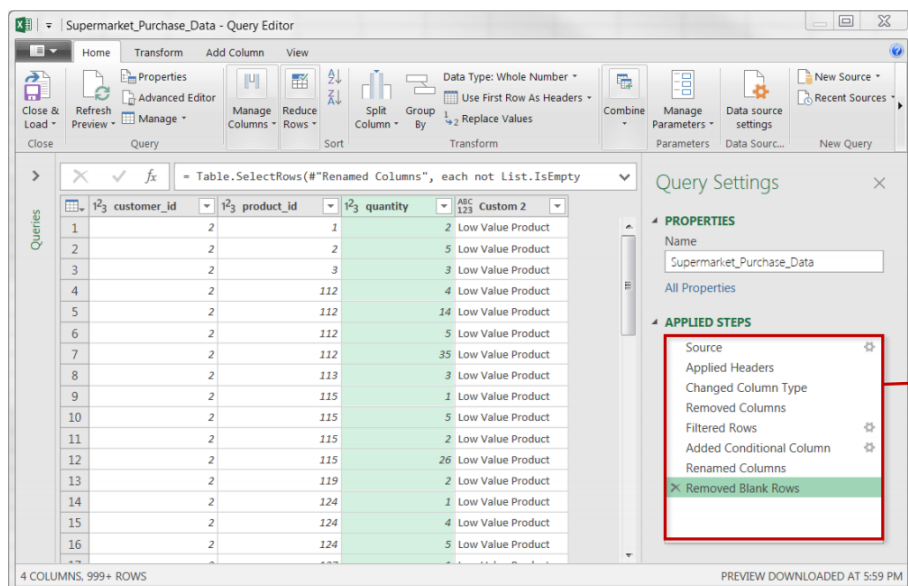 Supermarket_Purchase_Data - Query Editor
Home Transform Add Column View
Close & Load
Refresh Preview
Properties
Advanced Editor
Manage
Manage Columns
Reduce Rows
Split Column
Group By
Data Type: Whole Number
Use First Row As Headers
Replace Values
Combine
Manage Parameters
Data source settings
New Source
Recent Sources
Close Query Sort Transform Parameters Data Sourc... New Query
fx = Table.SelectRows(#"Renamed Columns", each not List.IsEmpty
Queries
123 customer_id 123 product_id 123 quantity ABC 123 Custom 2
1 2 1 2 Low Value Product
2 2 2 5 Low Value Product
3 2 3 3 Low Value Product
4 2 112 4 Low Value Product
5 2 112 14 Low Value Product
6 2 112 5 Low Value Product
7 2 112 35 Low Value Product
8 2 113 3 Low Value Product
9 2 115 1 Low Value Product
10 2 115 5 Low Value Product
11 2 115 2 Low Value Product
12 2 115 26 Low Value Product
13 2 119 2 Low Value Product
14 2 124 1 Low Value Product
15 2 124 4 Low Value Product
16 2 124 5 Low Value Product
Query Settings
PROPERTIES
Name
Supermarket_Purchase_Data
All Properties
APPLIED STEPS
Source
Applied Headers
Changed Column Type
Removed Columns
Filtered Rows
Added Conditional Column
Renamed Columns
Removed Blank Rows
4 COLUMNS, 999+ ROWS
PREVIEW DOWNLOADED AT 5:59 PM